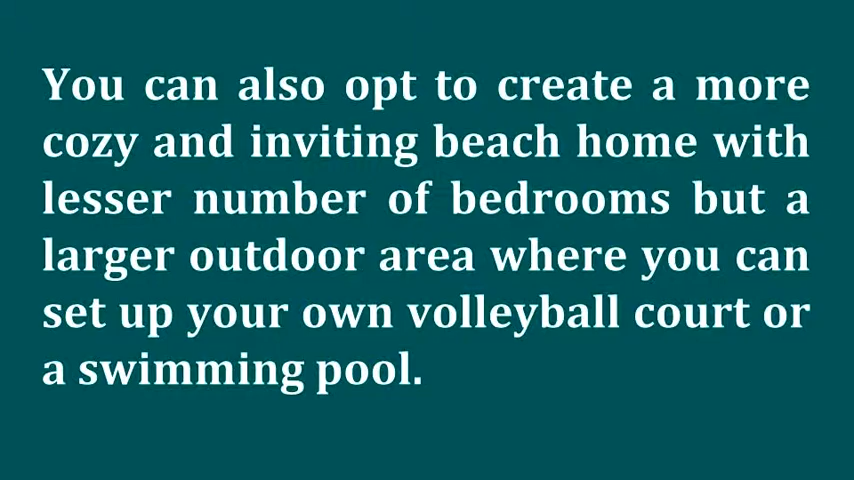 You can also opt to create a more
cozy and inviting beach home with
lesser number of bedrooms but a
larger outdoor area where you can
set up your own volleyball court or
a swimming pool.